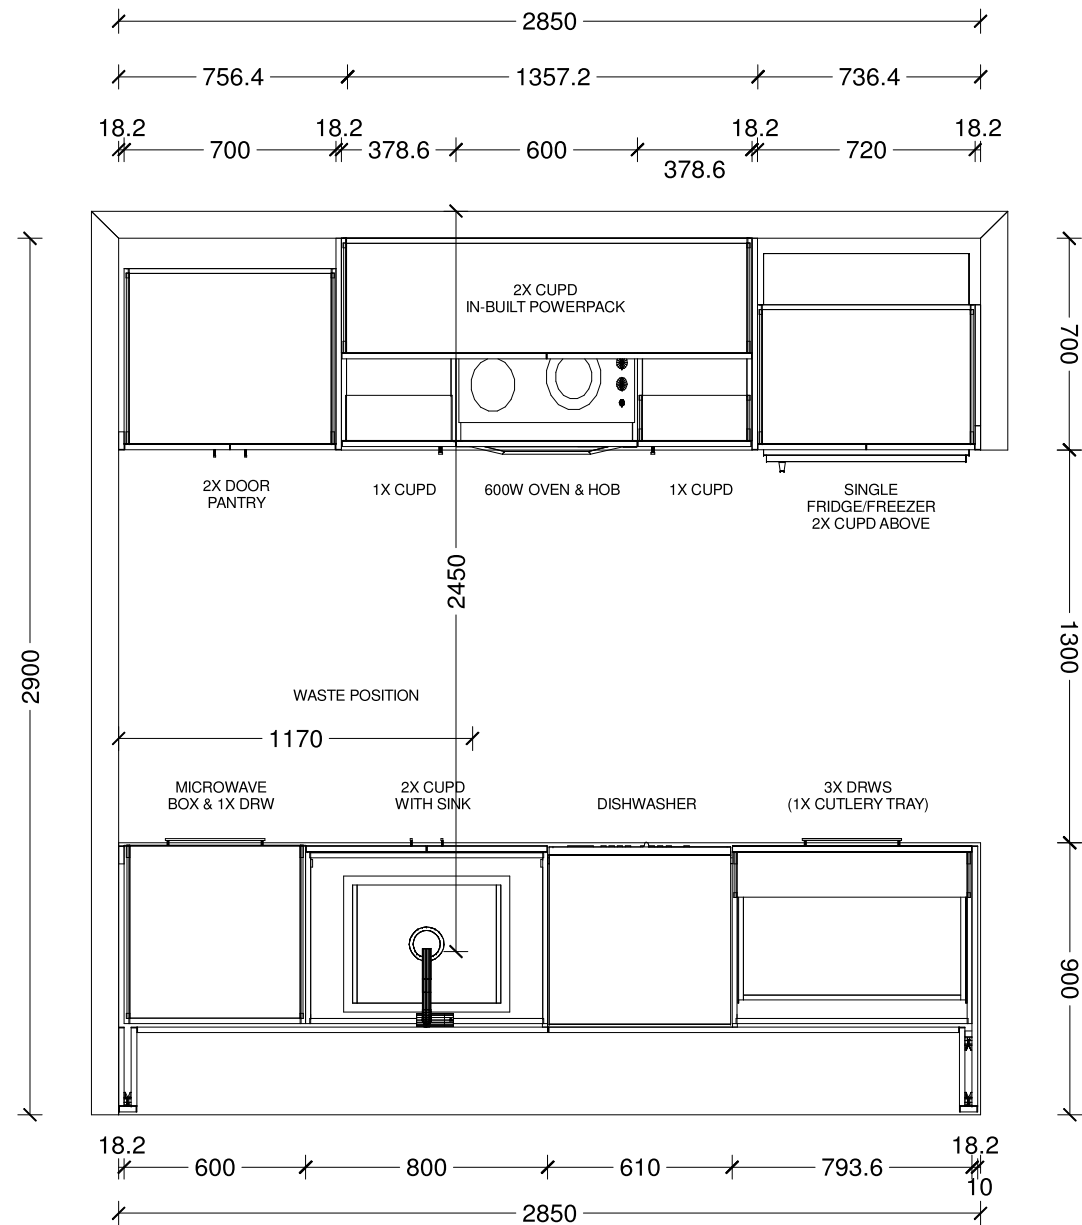 2850
756.4
1357.2
736.4
18.2
18.2
18.2
18.2
700
378.6
600
378.6
720
2X CUPD
IN-BUILT POWERPACK
700
2X DOOR
PANTRY
1X CUPD
600W OVEN & HOB
1X CUPD
SINGLE
FRIDGE/FREEZER
2X CUPD ABOVE
2450
1300
2900
WASTE POSITION
1170
MICROWAVE
BOX & 1X DRW
2X CUPD
WITH SINK
DISHWASHER
3X DRWS
(1X CUTLERY TRAY)
900
18.2
18.2
600
800
610
793.6
10
2850